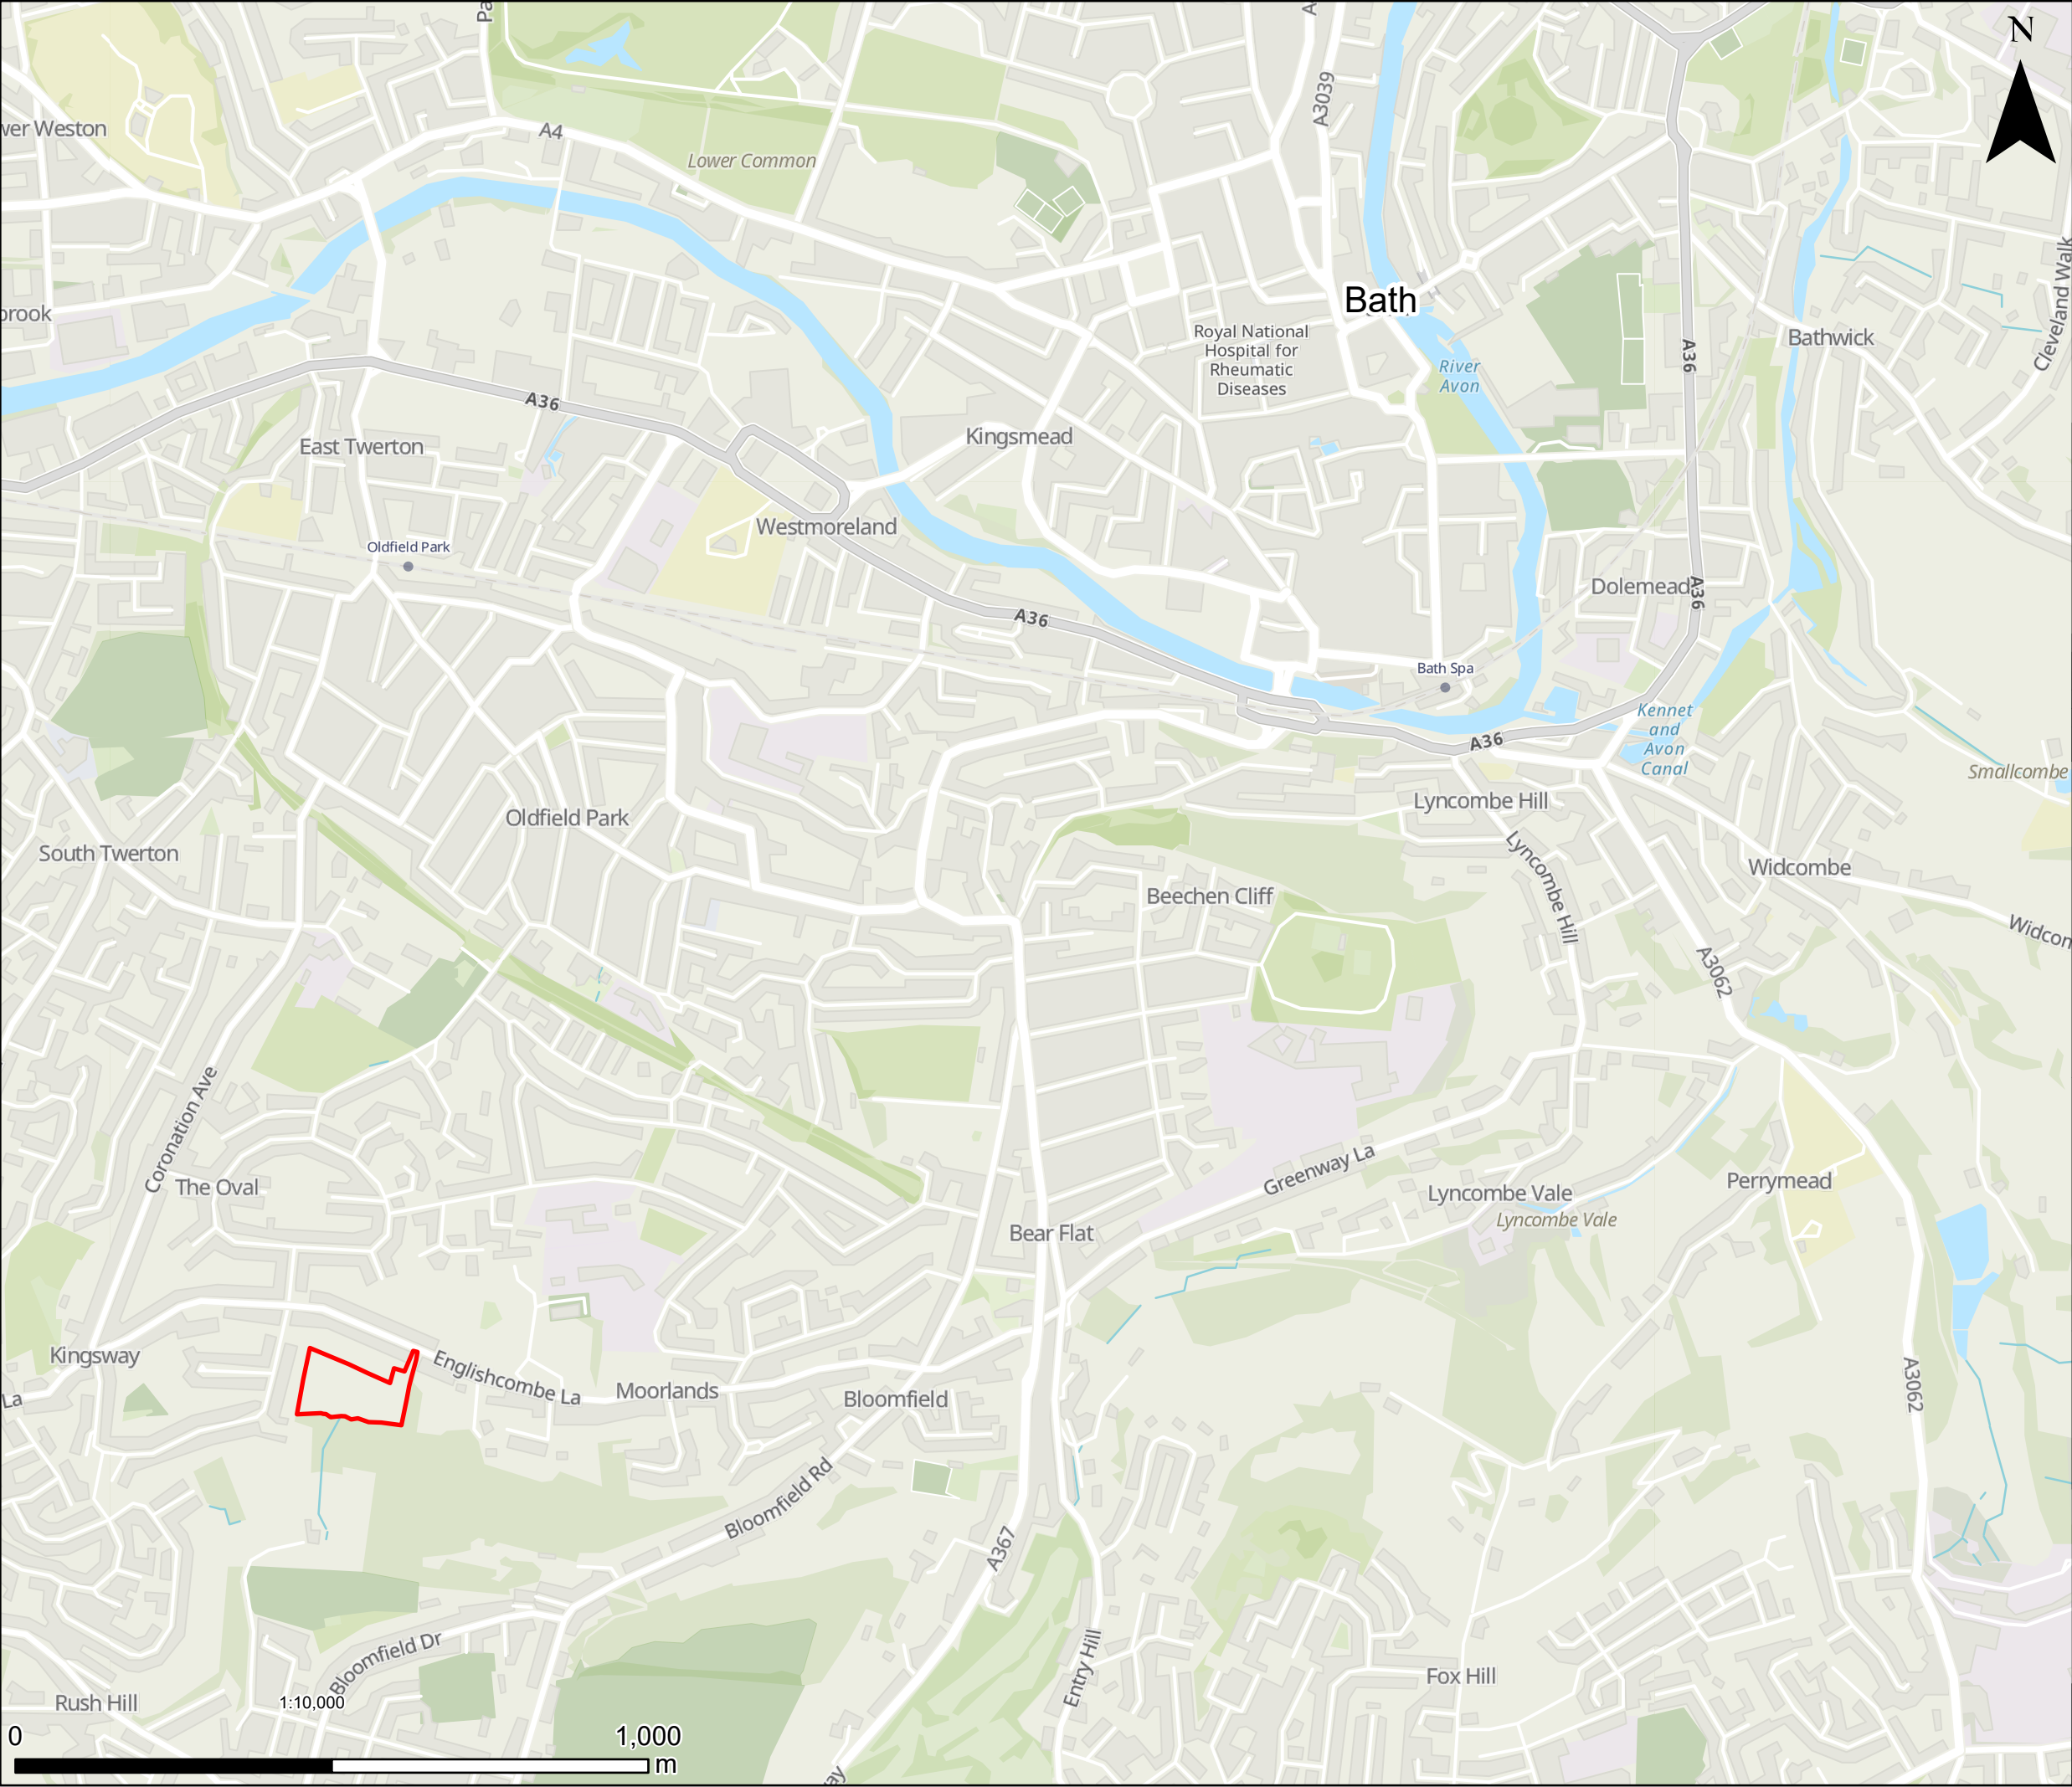 N
A4
A3039
wer Weston
Lower Common
Cleveland Walk
Bath
brook
Royal National
Hospital for
Rheumatic
Diseases
River
Avon
A36
Bathwick
A36
East Twerton
Kingsmead
Westmoreland
Oldfield Park
Dolemead
A36
A36
Bath Spa
Kennet
and
Avon
Canal
A36
Smallcombe
Lyncombe Hill
Oldfield Park
South Twerton
Lyncombe Hill
Widcombe
Beechen Cliff
Widcon
A3062
Coronation Ave
The Oval
Greenway La
Lyncombe Vale
Lyncombe Vale
Perrymead
Bear Flat
Kingsway
Englishcombe La
Moorlands
Bloomfield
A3062
La
Bloomfield Rd
A367
Bloomfield Dr
Entry Hill
Fox Hill
Rush Hill
1:10,000
0
1,000
m
way